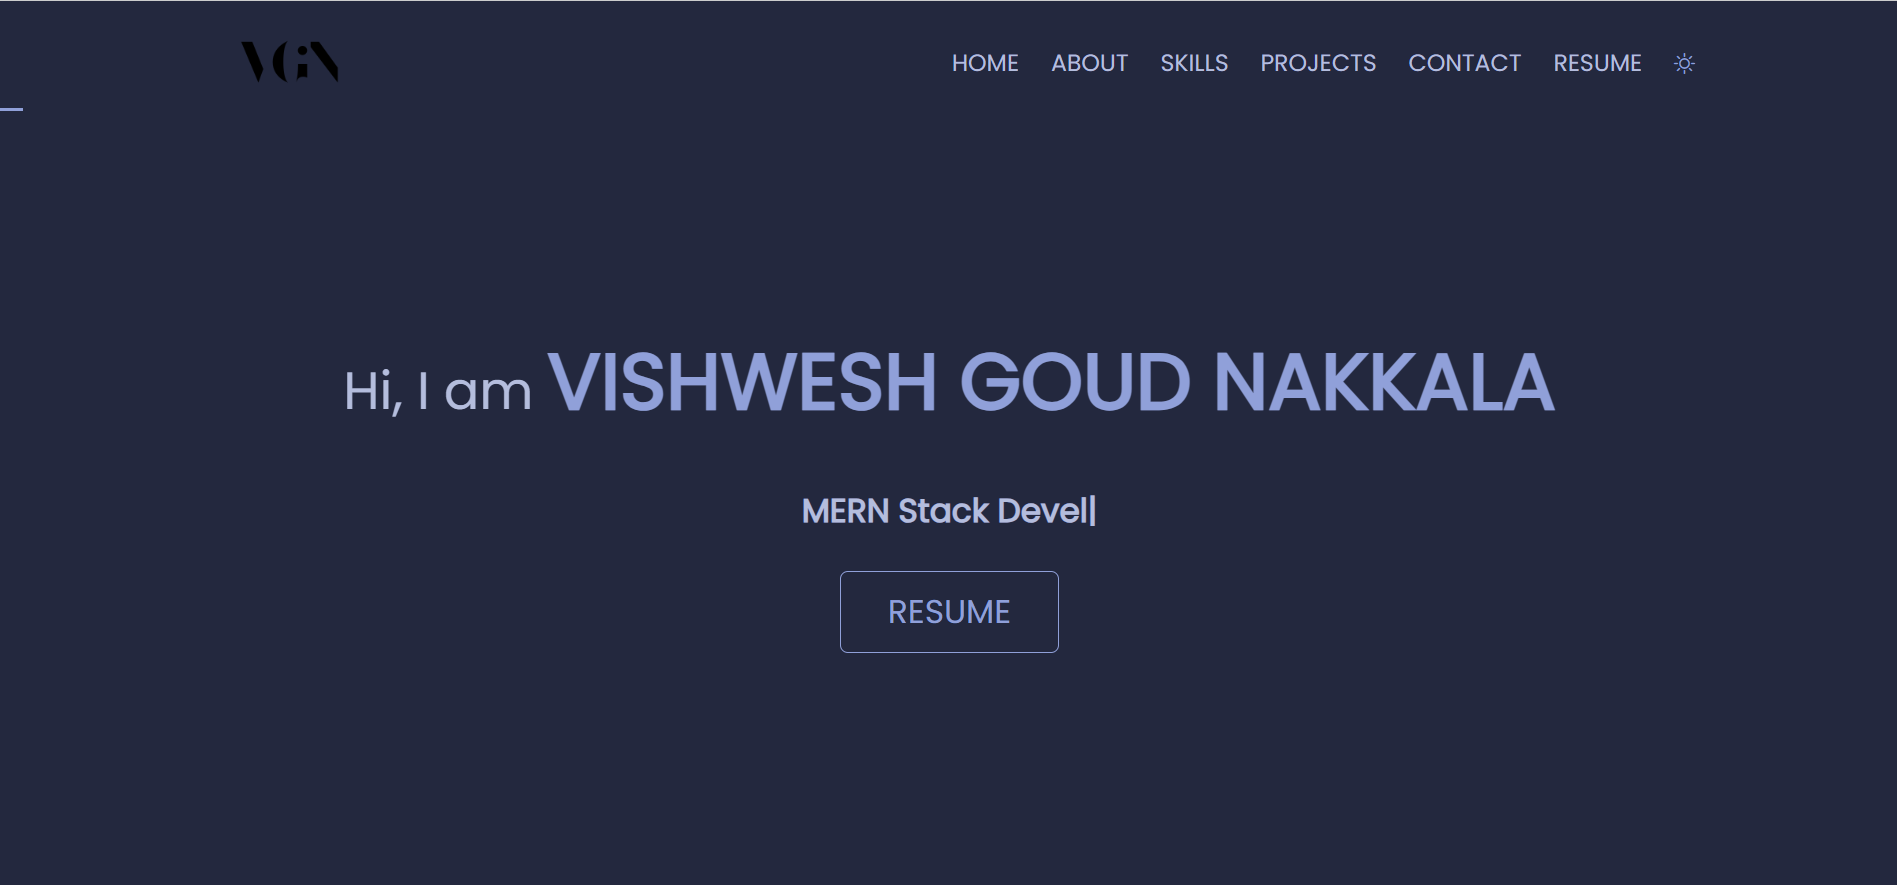 VGN
HOME ABOUT SKILLS PROJECTS CONTACT RESUME
Hi, I am VISHWESH GOUD NAKKALA
MERN Stack Devel
RESUME